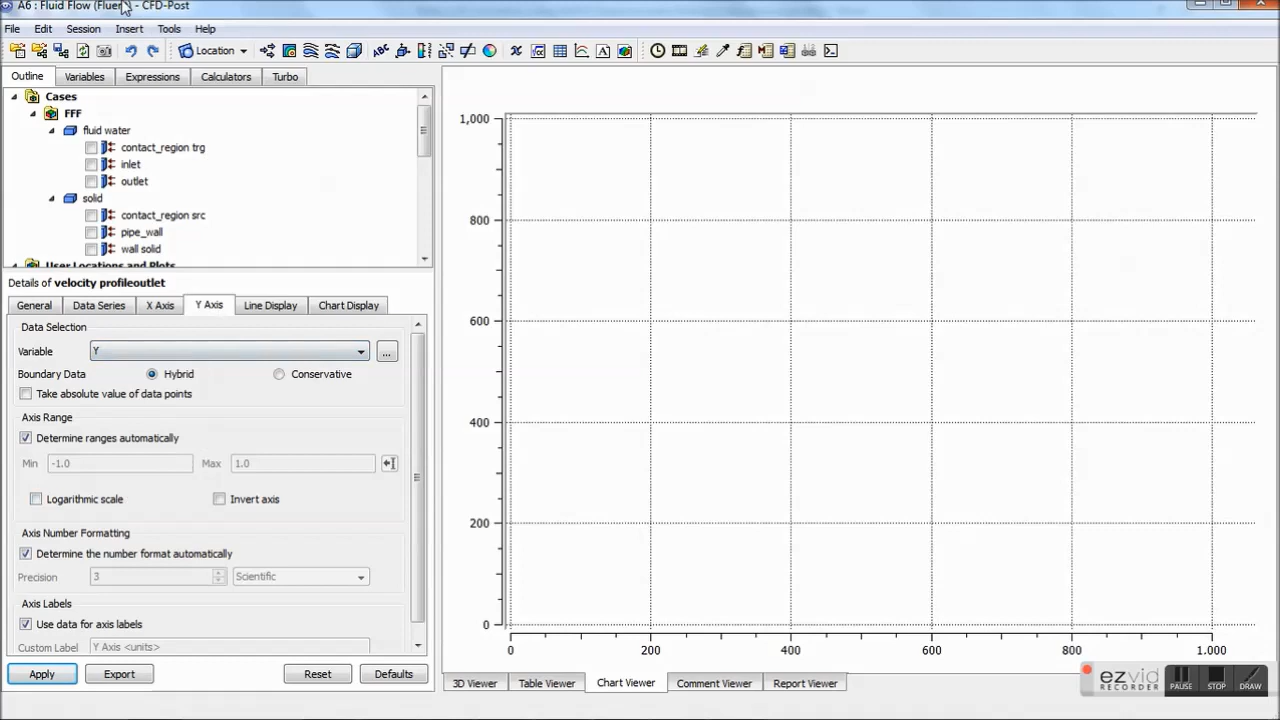 A6 : Fluid Flow (Fluent) - CFD-Post
File Edit Session Insert Tools Help
Location
Outline Variables Expressions Calculators Turbo
Cases
FFF
fluid water
contact_region trg
inlet
outlet
solid
contact_region src
pipe_wall
wall solid
User Locations and Plots
Details of velocity profileoutlet
General Data Series X Axis Y Axis Line Display Chart Display
Data Selection
Variable Y ...
Boundary Data Hybrid Conservative
Take absolute value of data points
Axis Range
Determine ranges automatically
Min -1.0 Max 1.0
Logarithmic scale Invert axis
Axis Number Formatting
Determine the number format automatically
Precision 3 Scientific
Axis Labels
Use data for axis labels
Custom Label Y Axis <units>
Apply Export Reset Defaults
1,000
800
600
400
200
0
0 200 400 600 800 1.000
3D Viewer Table Viewer Chart Viewer Comment Viewer Report Viewer
ezvid
RECORDER
PAUSE STOP DRAW